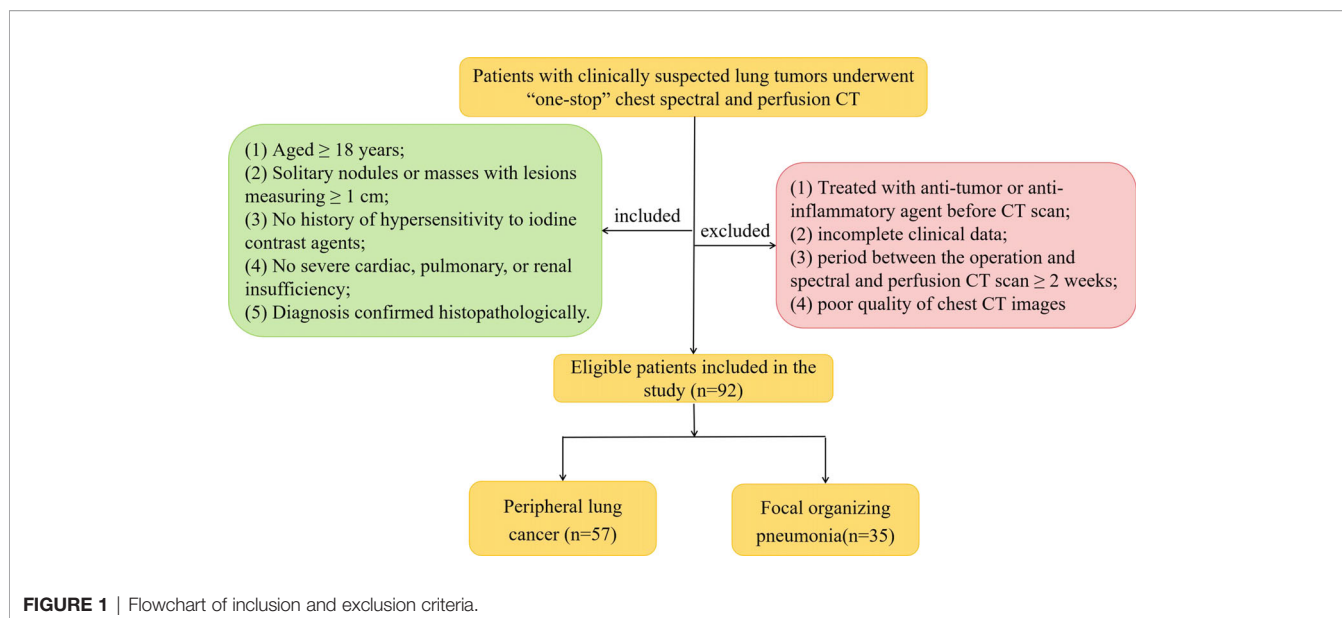 Patients with clinically suspected lung tumors underwent
“one-stop” chest spectral and perfusion CT
(1) Aged ≥ 18 years;
(2) Solitary nodules or masses with lesions
measuring ≥ 1 cm;
(3) No history of hypersensitivity to iodine
contrast agents;
(4) No severe cardiac, pulmonary, or renal
insufficiency;
(5) Diagnosis confirmed histopathologically.
included
excluded
(1) Treated with anti-tumor or anti-
inflammatory agent before CT scan;
(2) incomplete clinical data;
(3) period between the operation and
spectral and perfusion CT scan ≥ 2 weeks;
(4) poor quality of chest CT images
Eligible patients included in the
study (n=92)
Peripheral lung
cancer (n=57)
Focal organizing
pneumonia(n=35)
FIGURE 1 | Flowchart of inclusion and exclusion criteria.